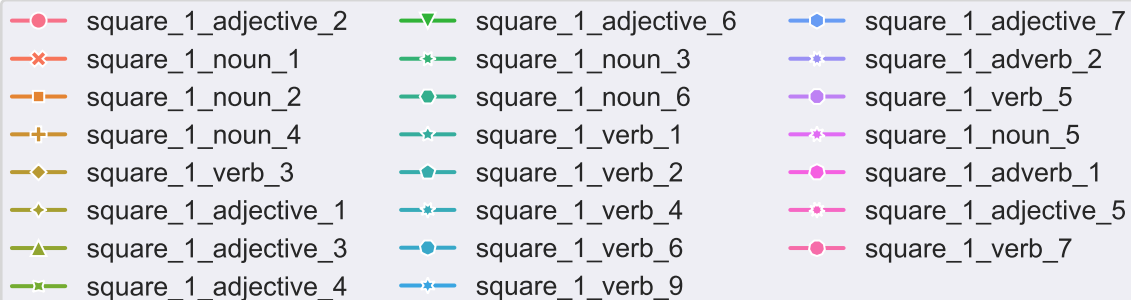 square_1_adjective_2
square_1_noun_1
square_1_noun_2
square_1_noun_4
square_1_verb_3
square_1_adjective_1
square_1_adjective_3
square_1_adjective_4
square_1_adjective_6
square_1_noun_3
square_1_noun_6
square_1_verb_1
square_1_verb_2
square_1_verb_4
square_1_verb_6
square_1_verb_9
square_1_adjective_7
square_1_adverb_2
square_1_verb_5
square_1_noun_5
square_1_adverb_1
square_1_adjective_5
square_1_verb_7